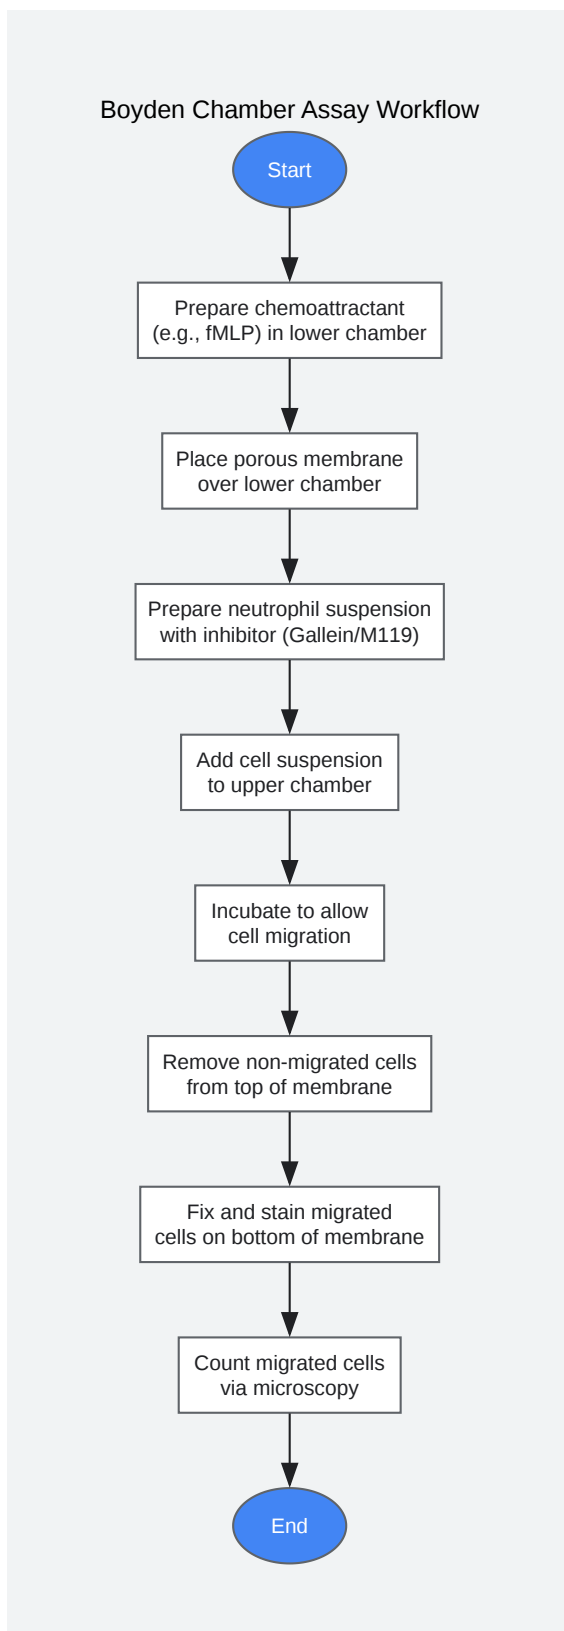 Boyden Chamber Assay Workflow
Start
Prepare chemoattractant
(e.g., fMLP) in lower chamber
Place porous membrane
over lower chamber
Prepare neutrophil suspension
with inhibitor (Gallein/M119)
Add cell suspension
to upper chamber
Incubate to allow
cell migration
Remove non-migrated cells
from top of membrane
Fix and stain migrated
cells on bottom of membrane
Count migrated cells
via microscopy
End